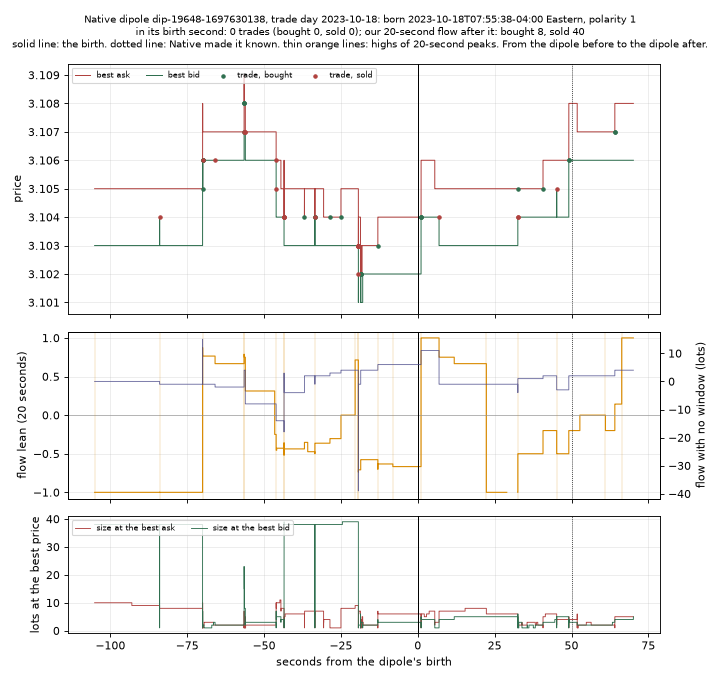 Native dipole dip-19648-1697630138, trade day 2023-10-18: born 2023-10-18T07:55:38-04:00 Eastern, polarity 1
in its birth second: 0 trades (bought 0, sold 0); our 20-second flow after it: bought 8, sold 40
solid line: the birth. dotted line: Native made it known. thin orange lines: highs of 20-second peaks. From the dipole before to the dipole after.
best ask
best bid
trade, bought
trade, sold
3.109
3.108
3.107
3.106
3.105
3.104
3.103
3.102
3.101
price
1.0
0.5
0.0
−0.5
−1.0
flow lean (20 seconds)
10
0
−10
−20
−30
−40
flow with no window (lots)
size at the best ask
size at the best bid
40
30
20
10
0
lots at the best price
−100
−75
−50
−25
0
25
50
75
seconds from the dipole's birth